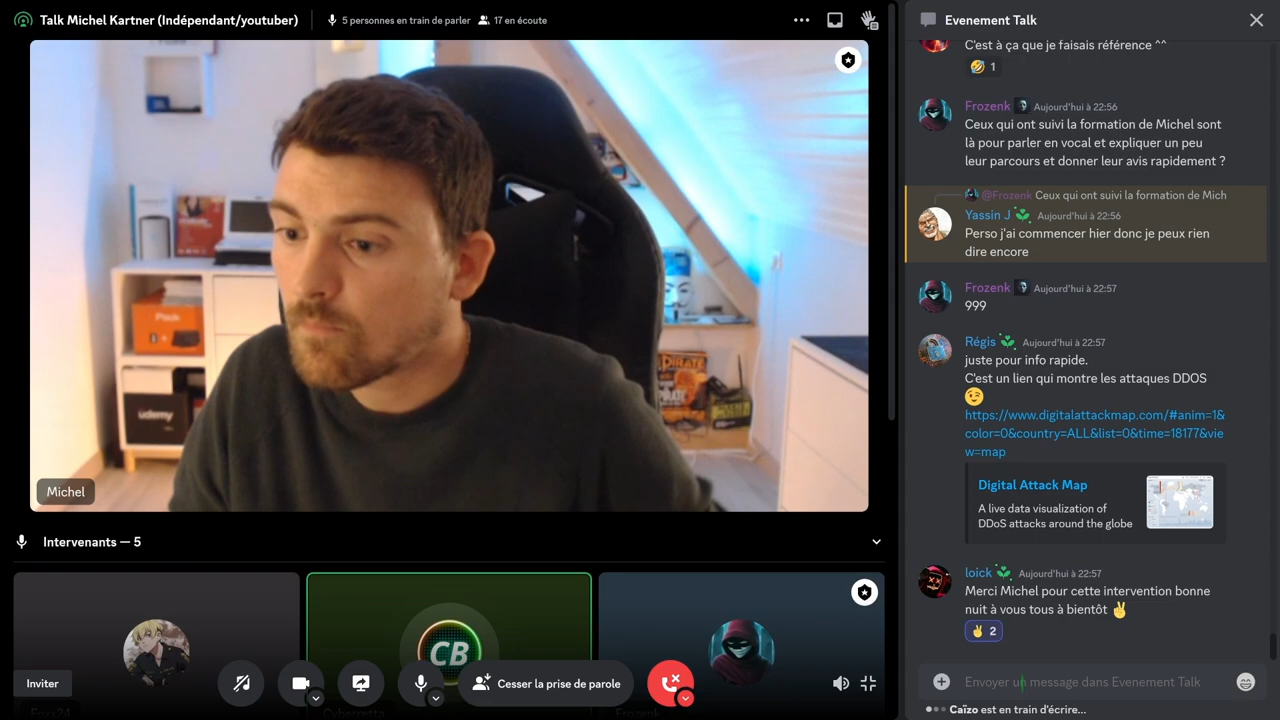 Talk Michel Kartner (Indépendant/youtuber)
5 personnes en train de parler
17 en écoute
Evenement Talk
C'est à ça que je faisais référence ^^
1
Frozenk Aujourd'hui à 22:56
Ceux qui ont suivi la formation de Michel sont
là pour parler en vocal et expliquer un peu
leur parcours et donner leur avis rapidement ?
@Frozenk Ceux qui ont suivi la formation de Mich
Yassin J Aujourd'hui à 22:56
Perso j'ai commencer hier donc je peux rien
dire encore
Frozenk Aujourd'hui à 22:57
999
Régis Aujourd'hui à 22:57
juste pour info rapide.
C'est un lien qui montre les attaques DDOS
https://www.digitalattackmap.com/#anim=1&
color=0&country=ALL&list=0&time=18177&vie
w=map
Digital Attack Map
A live data visualization of
DDoS attacks around the globe
loick Aujourd'hui à 22:57
Merci Michel pour cette intervention bonne
nuit à vous tous à bientôt
2
Envoyer un message dans Evenement Talk
Caïzo est en train d'écrire...
udemy
PIRATE
Michel
Intervenants — 5
CB
Inviter
Cesser la prise de parole